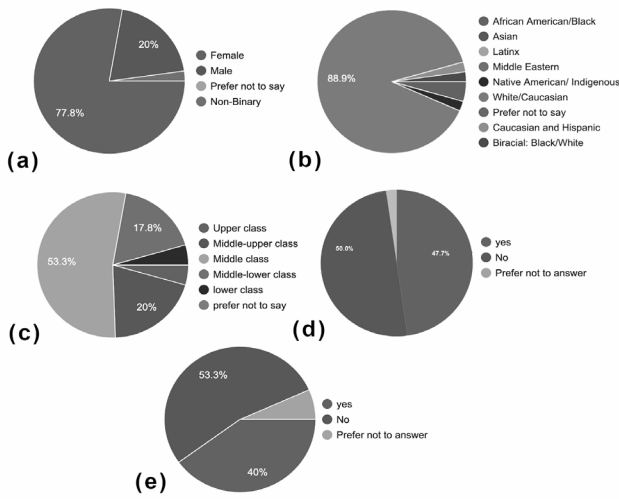 20%
77.8%
Female
Male
Prefer not to say
Non-Binary
(a)
88.9%
African American/Black
Asian
Latinx
Middle Eastern
Native American/ Indigenous
White/Caucasian
Prefer not to say
Caucasian and Hispanic
Biracial: Black/White
(b)
17.8%
53.3%
20%
Upper class
Middle-upper class
Middle class
Middle-lower class
lower class
prefer not to say
(c)
50.0%
47.7%
yes
No
Prefer not to answer
(d)
53.3%
40%
yes
No
Prefer not to answer
(e)